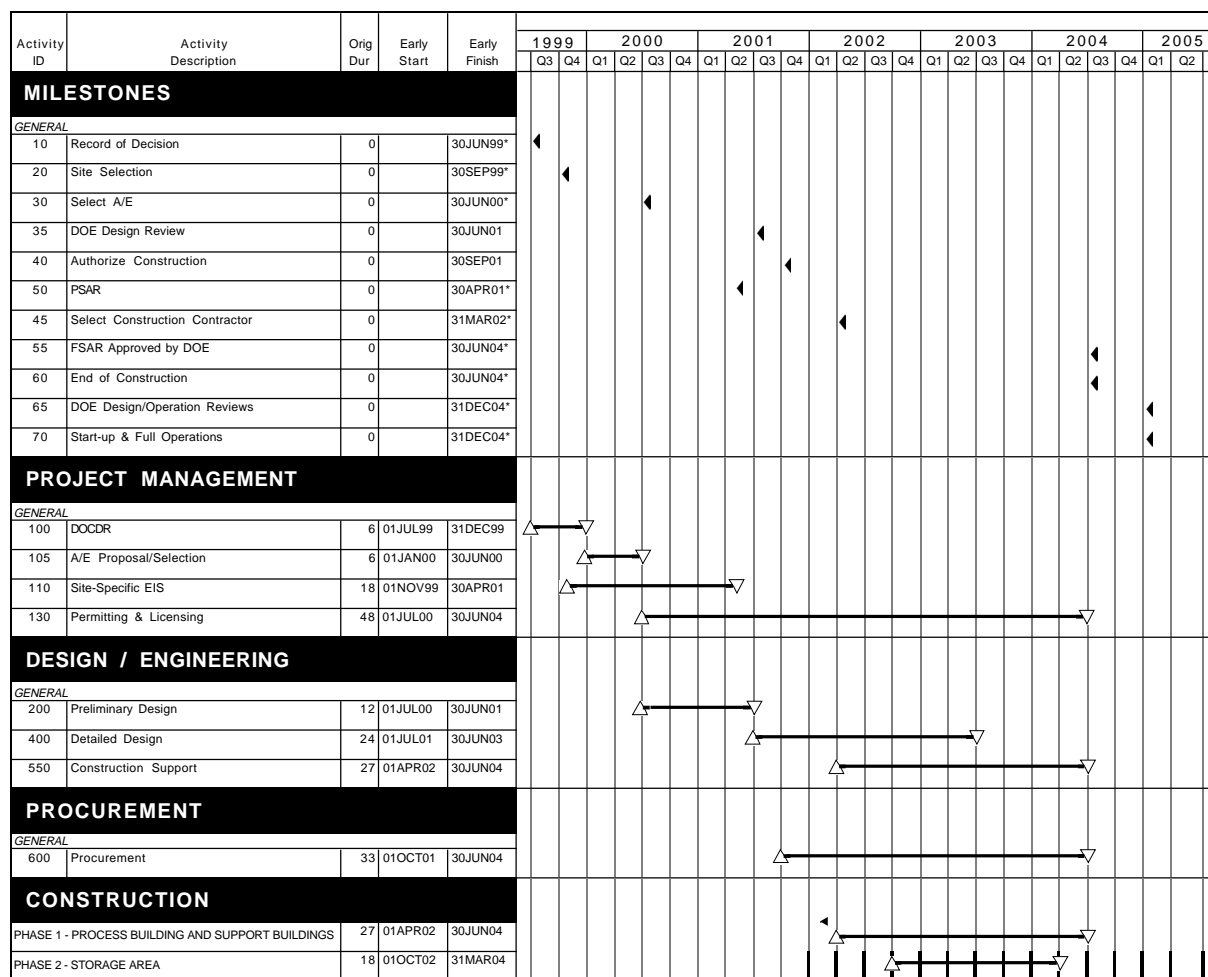 1999 2000 2001 2002 2003 2004 2005
Activity ID Activity Description Orig Dur Early Start Early Finish
Q3 Q4 Q1 Q2 Q3 Q4 Q1 Q2 Q3 Q4 Q1 Q2 Q3 Q4 Q1 Q2 Q3 Q4 Q1 Q2 Q3 Q4 Q1 Q2
MILESTONES
GENERAL
10 Record of Decision 0 30JUN99*
20 Site Selection 0 30SEP99*
30 Select A/E 0 30JUN00*
35 DOE Design Review 0 30JUN01
40 Authorize Construction 0 30SEP01
50 PSAR 0 30APR01*
45 Select Construction Contractor 0 31MAR02*
55 FSAR Approved by DOE 0 30JUN04*
60 End of Construction 0 30JUN04*
65 DOE Design/Operation Reviews 0 31DEC04*
70 Start-up & Full Operations 0 31DEC04*
PROJECT MANAGEMENT
GENERAL
100 DOCDR 6 01JUL99 31DEC99
105 A/E Proposal/Selection 6 01JAN00 30JUN00
110 Site-Specific EIS 18 01NOV99 30APR01
130 Permitting & Licensing 48 01JUL00 30JUN04
DESIGN / ENGINEERING
GENERAL
200 Preliminary Design 12 01JUL00 30JUN01
400 Detailed Design 24 01JUL01 30JUN03
550 Construction Support 27 01APR02 30JUN04
PROCUREMENT
GENERAL
600 Procurement 33 01OCT01 30JUN04
CONSTRUCTION
PHASE 1 - PROCESS BUILDING AND SUPPORT BUILDINGS 27 01APR02 30JUN04
PHASE 2 - STORAGE AREA 18 01OCT02 31MAR04